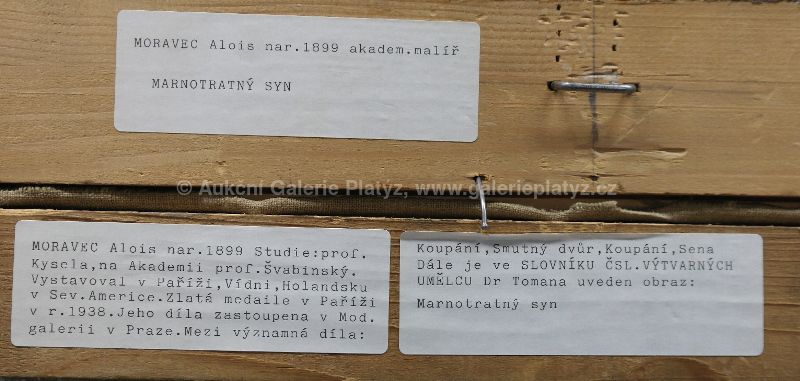 MORAVEC Alois nar.1899 akadem.malíř
MARNOTRATNÝ SYN
© Aukční Galerie Platýz, www.galerieplatyz.cz
MORAVEC Alois nar.1899 Studie:prof.
Kysela,na Akademii prof.Švabinský.
Vystavoval v Paříži,Vídni,Holandsku
v Sev.Americe.Zlatá medaile v Paříži
v r.1938.Jeho díla zastoupena v Mod.
galerii v Praze.Mezi významná díla:
Koupání,Smutný dvůr,Koupání,Sena
Dále je ve SLOVNÍKU ČSL.VÝTVARNÝCH
UMĚLCU Dr Tomana uveden obraz:
Marnotratný syn